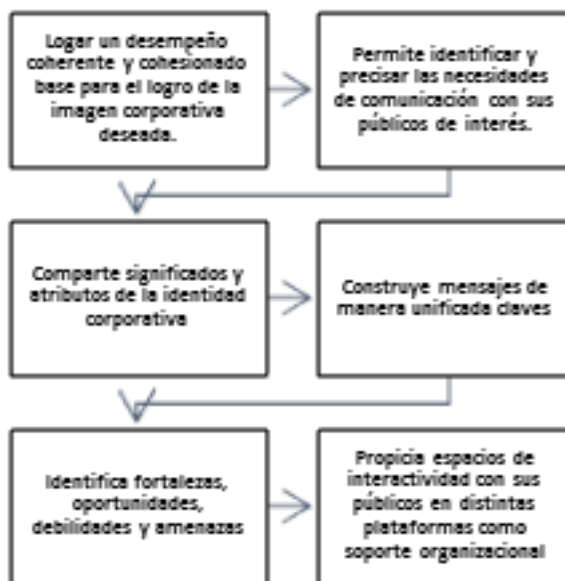 Logar un desempeño
coherente y cohesionado
base para el logro de la
imagen corporativa
deseada.
Permite identificar y
precisar las necesidades
de comunicación con sus
públicos de interés.
Comparte significados y
atributos de la identidad
corporativa
Construye mensajes de
manera unificada claves
Identifica fortalezas,
oportunidades,
debilidades y amenazas
Propicia espacios de
interactividad con sus
públicos en distintas
plataformas como
soporte organizacional